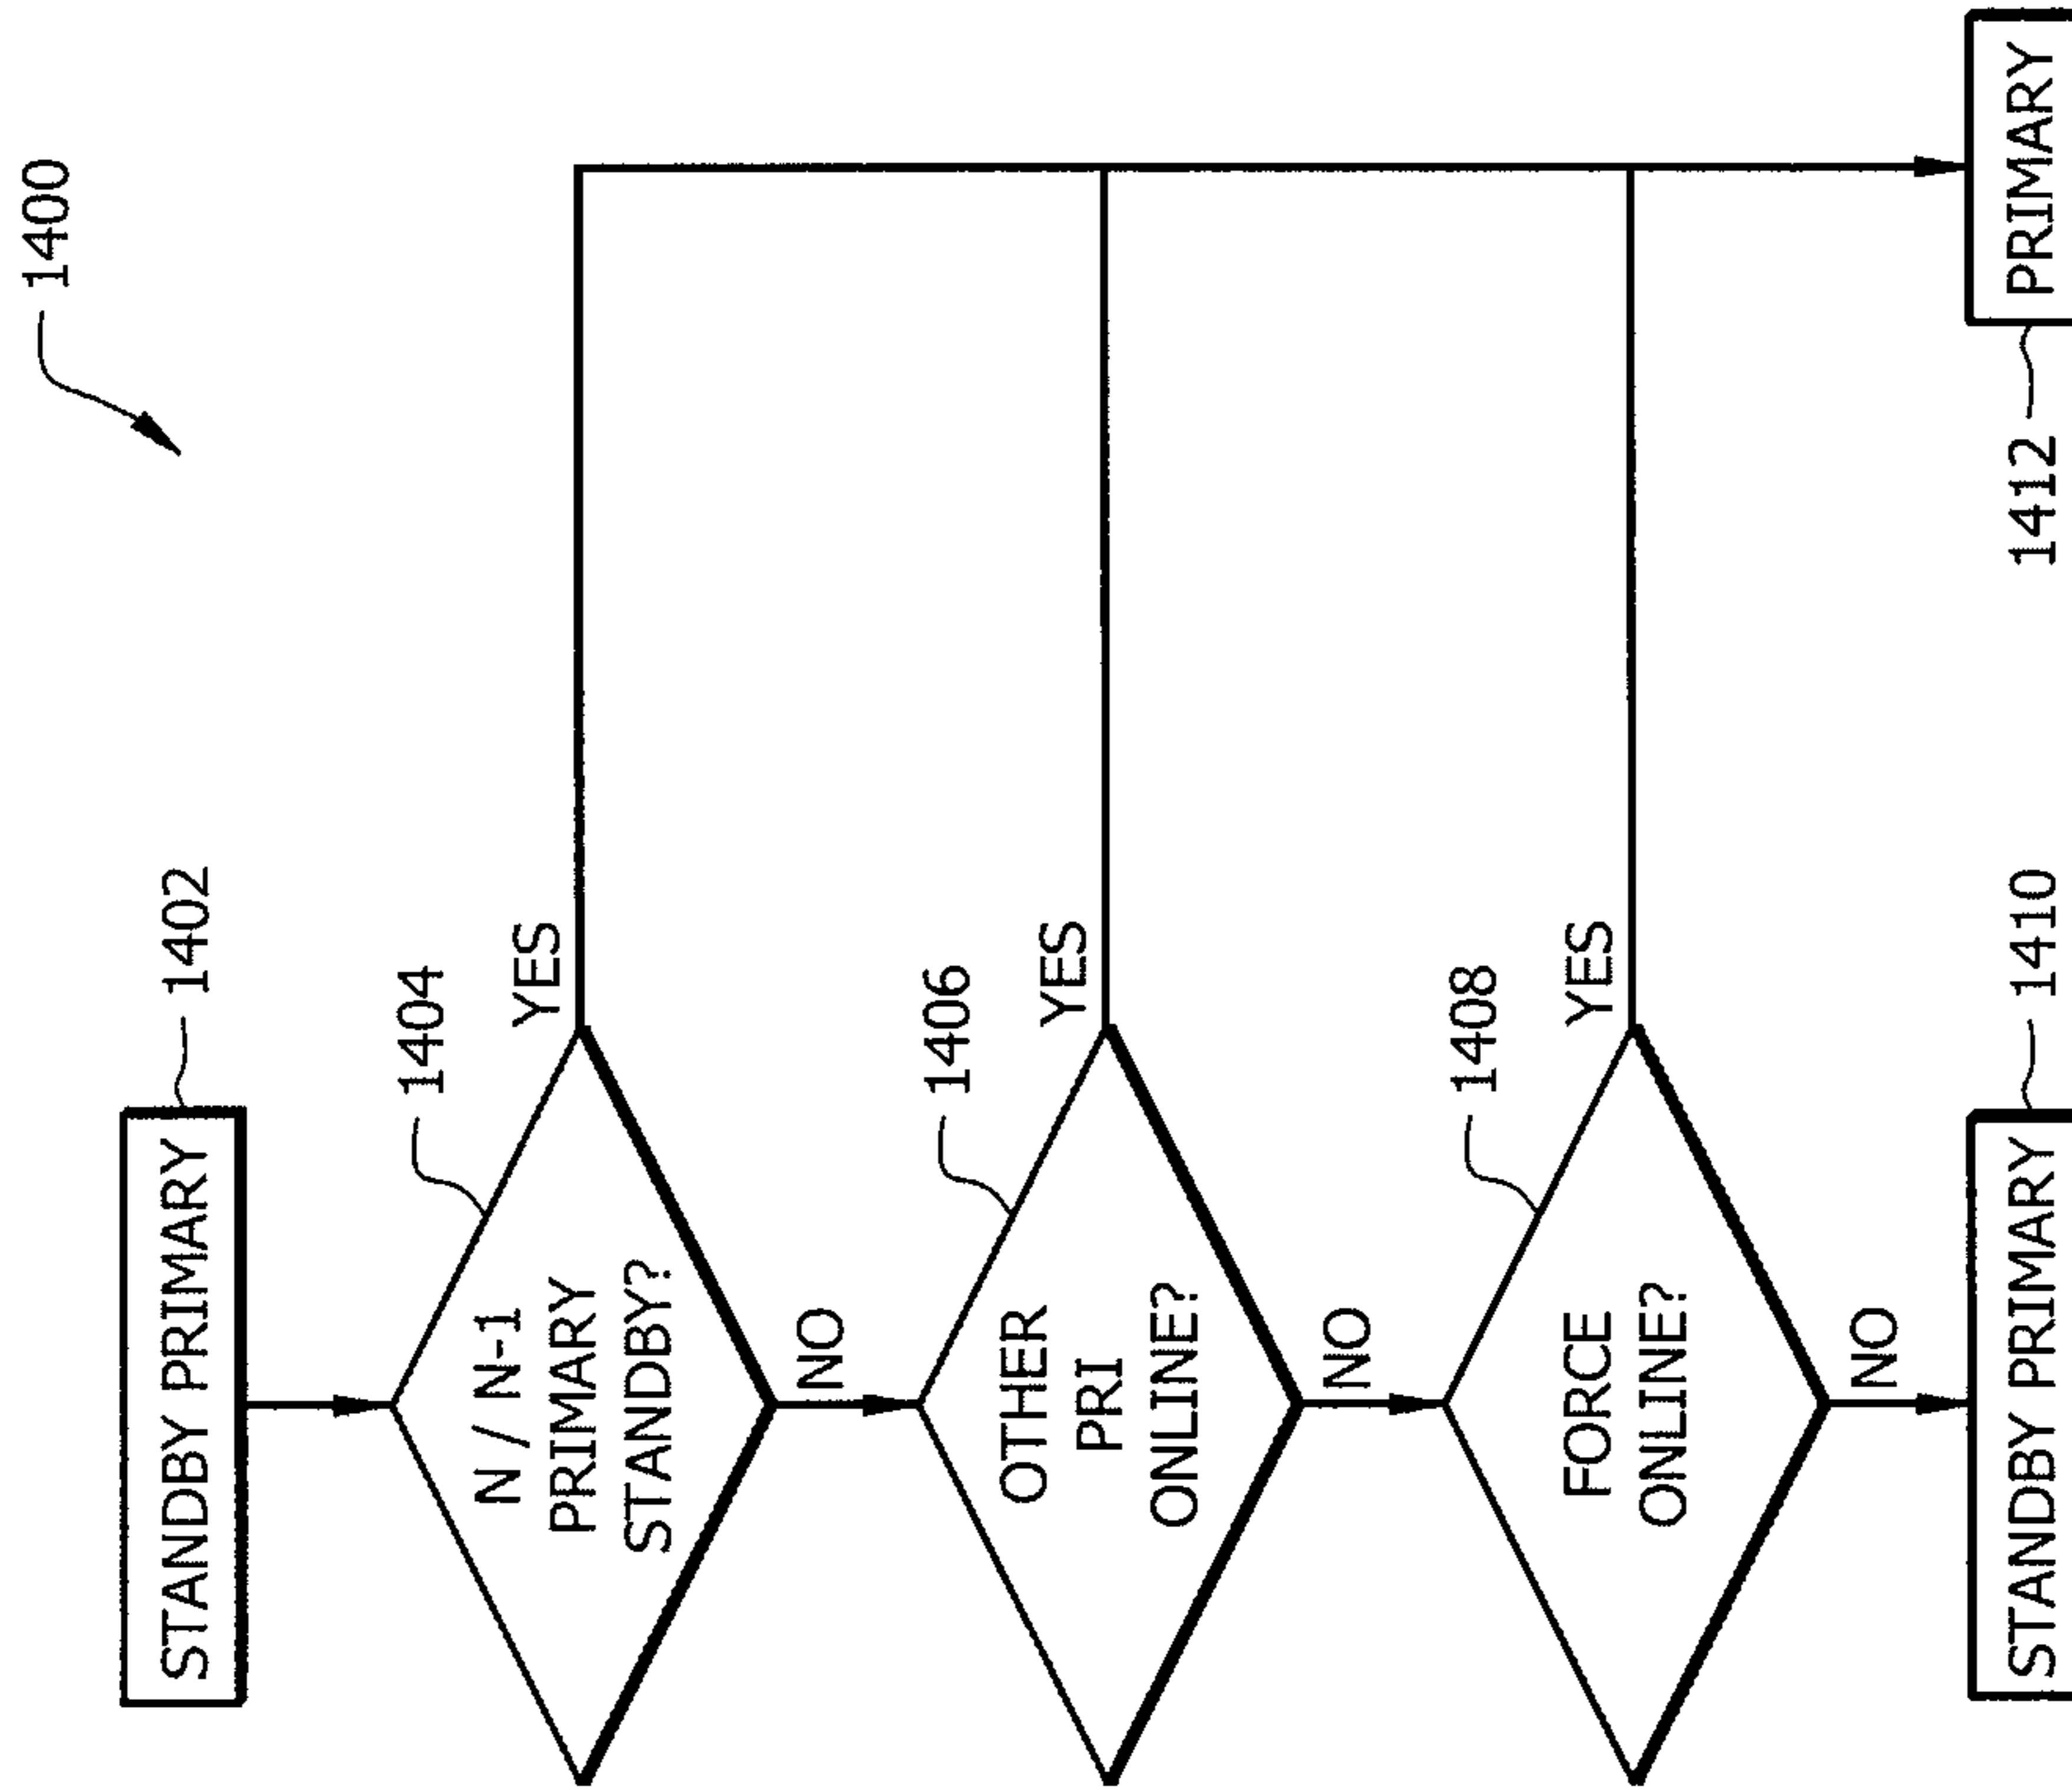 1400
STANDBY PRIMARY
1402
1404
N / N-1
PRIMARY
STANDBY?
YES
NO
1406
OTHER
PRI
ONLINE?
YES
NO
1408
FORCE
ONLINE?
YES
NO
STANDBY PRIMARY
1410
1412
PRIMARY